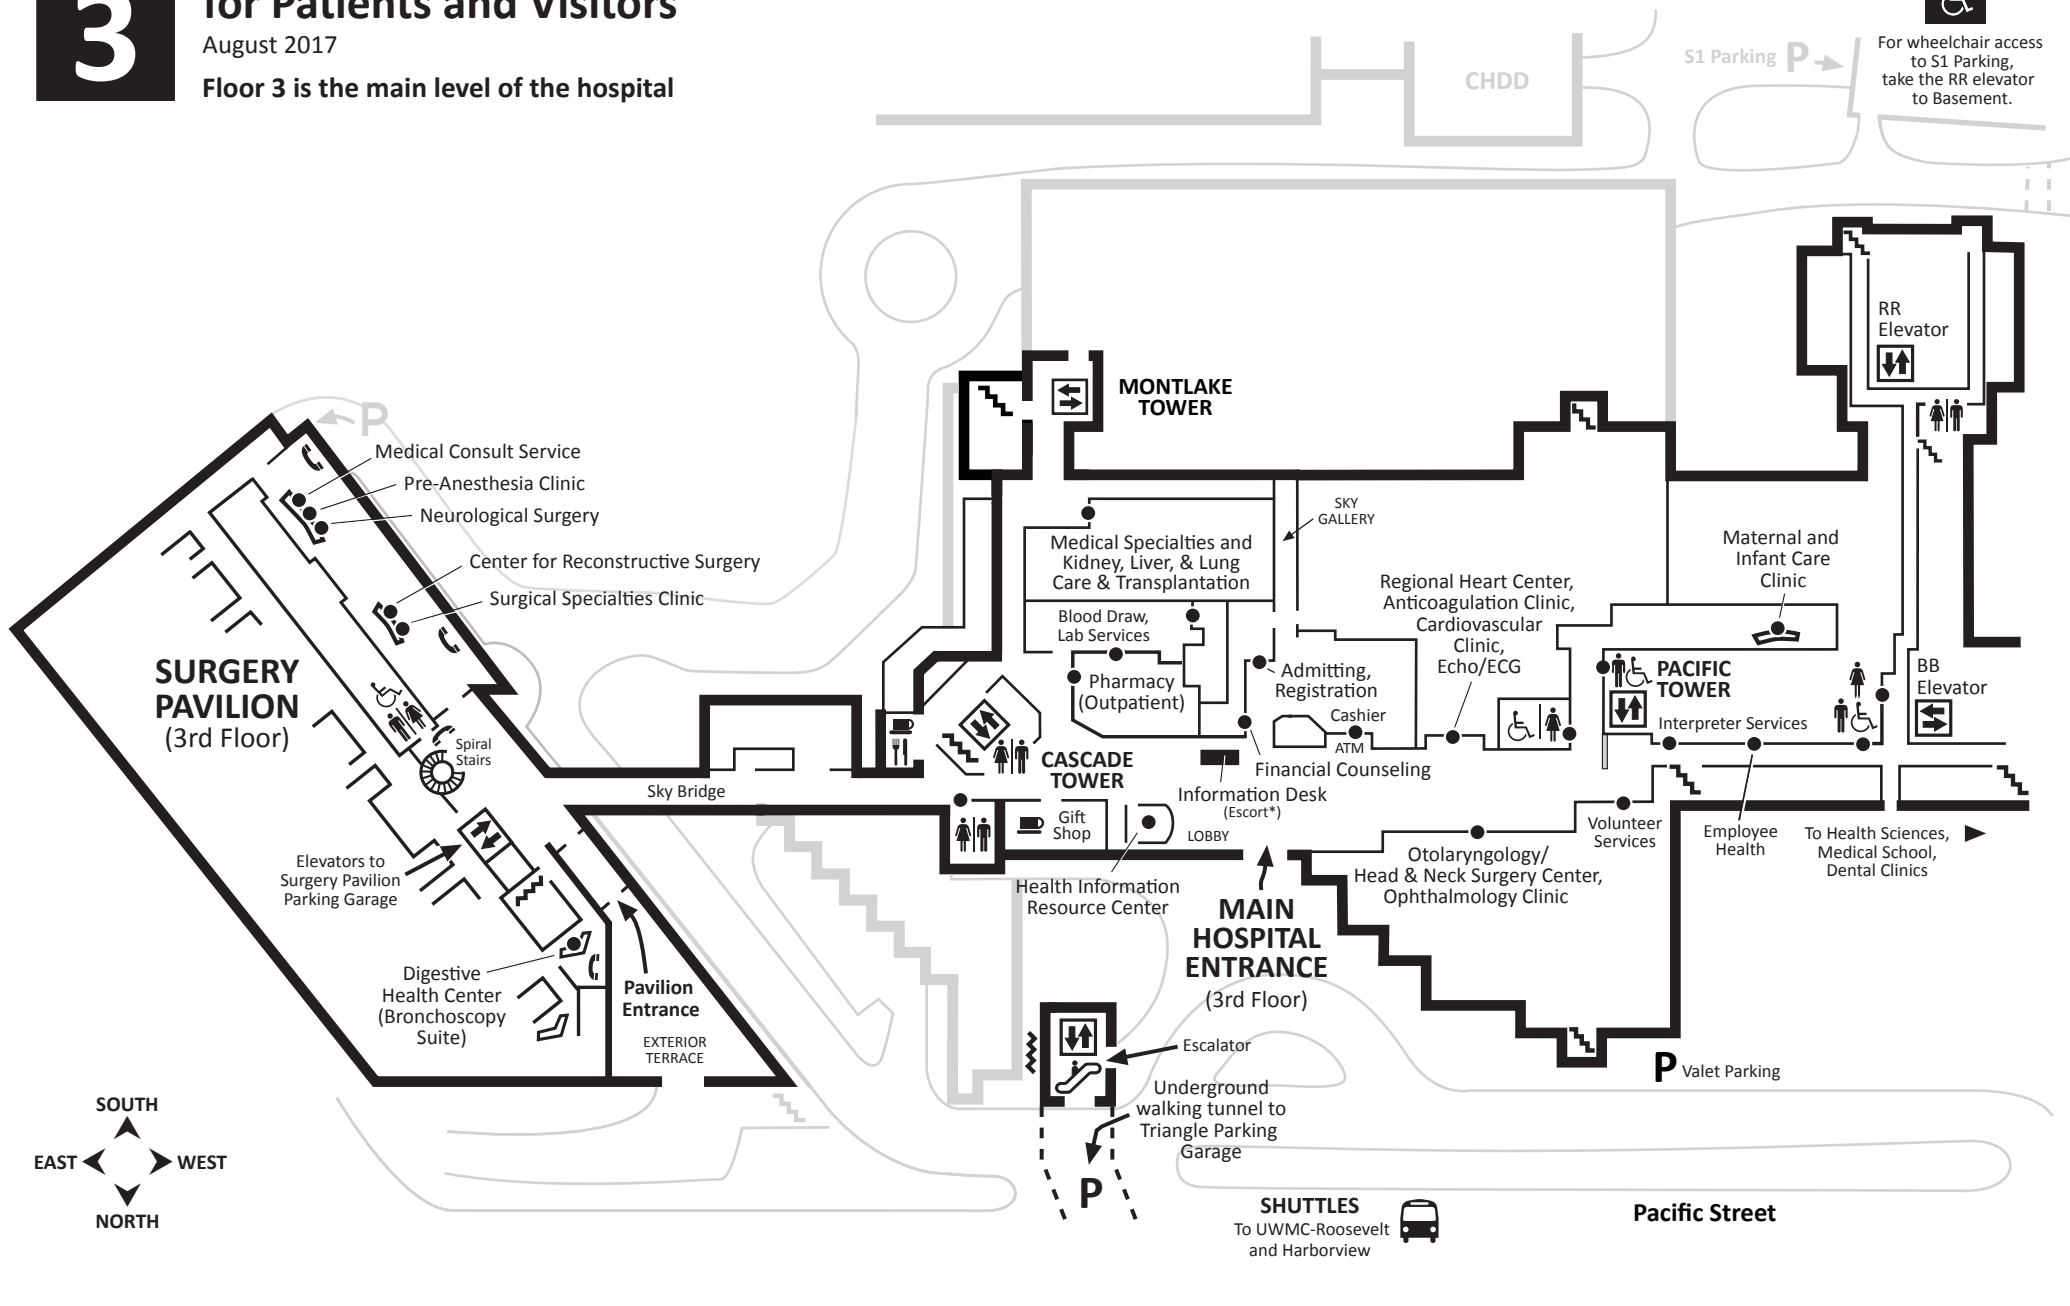 3
for Patients and Visitors
August 2017
Floor 3 is the main level of the hospital
CHDD
S1 Parking P
For wheelchair access
to S1 Parking,
take the RR elevator
to Basement.
RR
Elevator
MONTLAKE
TOWER
P
Medical Consult Service
Pre-Anesthesia Clinic
Neurological Surgery
Center for Reconstructive Surgery
Surgical Specialties Clinic
SURGERY
PAVILION
(3rd Floor)
Spiral
Stairs
Sky Bridge
Elevators to
Surgery Pavilion
Parking Garage
Digestive
Health Center
(Bronchoscopy
Suite)
Pavilion
Entrance
EXTERIOR
TERRACE
SKY
GALLERY
Medical Specialties and
Kidney, Liver, & Lung
Care & Transplantation
Blood Draw,
Lab Services
Pharmacy
(Outpatient)
Admitting,
Registration
Cashier
ATM
Regional Heart Center,
Anticoagulation Clinic,
Cardiovascular
Clinic,
Echo/ECG
Maternal and
Infant Care
Clinic
PACIFIC
TOWER
Interpreter Services
BB
Elevator
CASCADE
TOWER
Financial Counseling
Information Desk
(Escort*)
Gift
Shop
LOBBY
Health Information
Resource Center
MAIN
HOSPITAL
ENTRANCE
(3rd Floor)
Otolaryngology/
Head & Neck Surgery Center,
Ophthalmology Clinic
Volunteer
Services
Employee
Health
To Health Sciences,
Medical School,
Dental Clinics
Escalator
Underground
walking tunnel to
Triangle Parking
Garage
P
P Valet Parking
SOUTH
EAST
WEST
NORTH
SHUTTLES
To UWMC-Roosevelt
and Harborview
Pacific Street